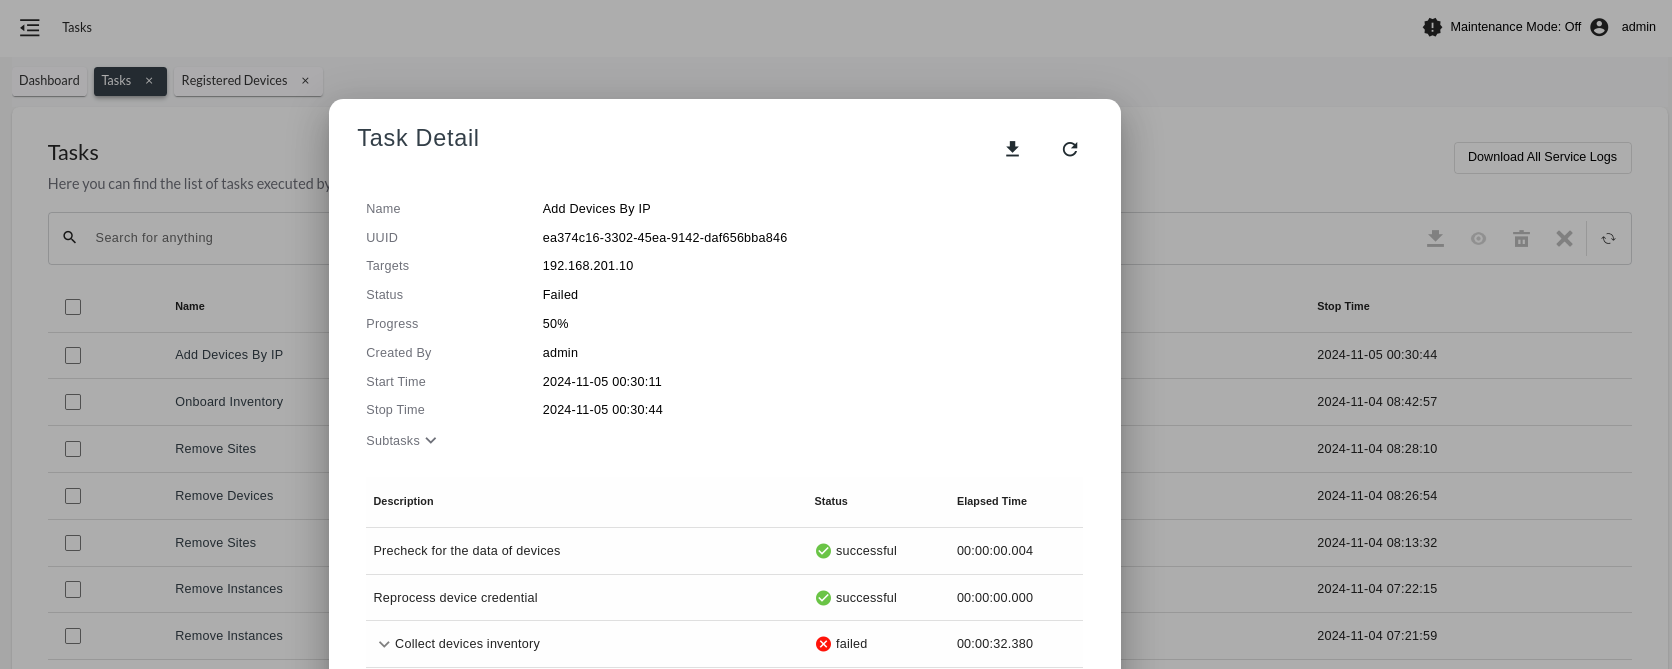 Tasks
Maintenance Mode: Off
admin
Dashboard
Tasks ×
Registered Devices ×
Tasks
Here you can find the list of tasks executed by
Download All Service Logs
Search for anything
Name Stop Time
Add Devices By IP 2024-11-05 00:30:44
Onboard Inventory 2024-11-04 08:42:57
Remove Sites 2024-11-04 08:28:10
Remove Devices 2024-11-04 08:26:54
Remove Sites 2024-11-04 08:13:32
Remove Instances 2024-11-04 07:22:15
Remove Instances 2024-11-04 07:21:59
Task Detail
Name Add Devices By IP
UUID ea374c16-3302-45ea-9142-daf656bba846
Targets 192.168.201.10
Status Failed
Progress 50%
Created By admin
Start Time 2024-11-05 00:30:11
Stop Time 2024-11-05 00:30:44
Subtasks
Description Status Elapsed Time
Precheck for the data of devices successful 00:00:00.004
Reprocess device credential successful 00:00:00.000
Collect devices inventory failed 00:00:32.380